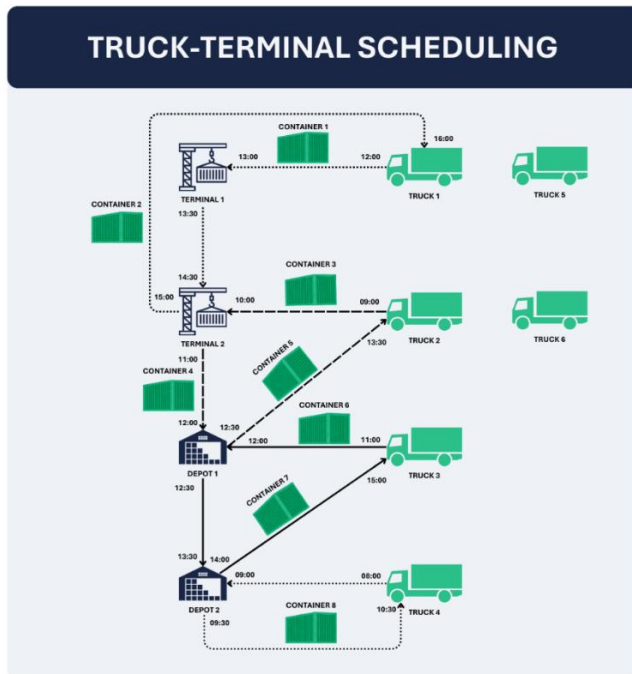 TRUCK-TERMINAL SCHEDULING
CONTAINER 1
16:00
13:00
12:00
TERMINAL 1
TRUCK 1
TRUCK 5
CONTAINER 2
13:30
CONTAINER 3
14:30
15:00
10:00
09:00
TERMINAL 2
13:30
TRUCK 2
TRUCK 6
11:00
CONTAINER 4
CONTAINER 5
CONTAINER 6
12:00
12:30
12:00
11:00
DEPOT 1
15:00
TRUCK 3
12:30
CONTAINER 7
13:30
14:00
09:00
08:00
DEPOT 2
CONTAINER 8
10:30
TRUCK 4
09:30